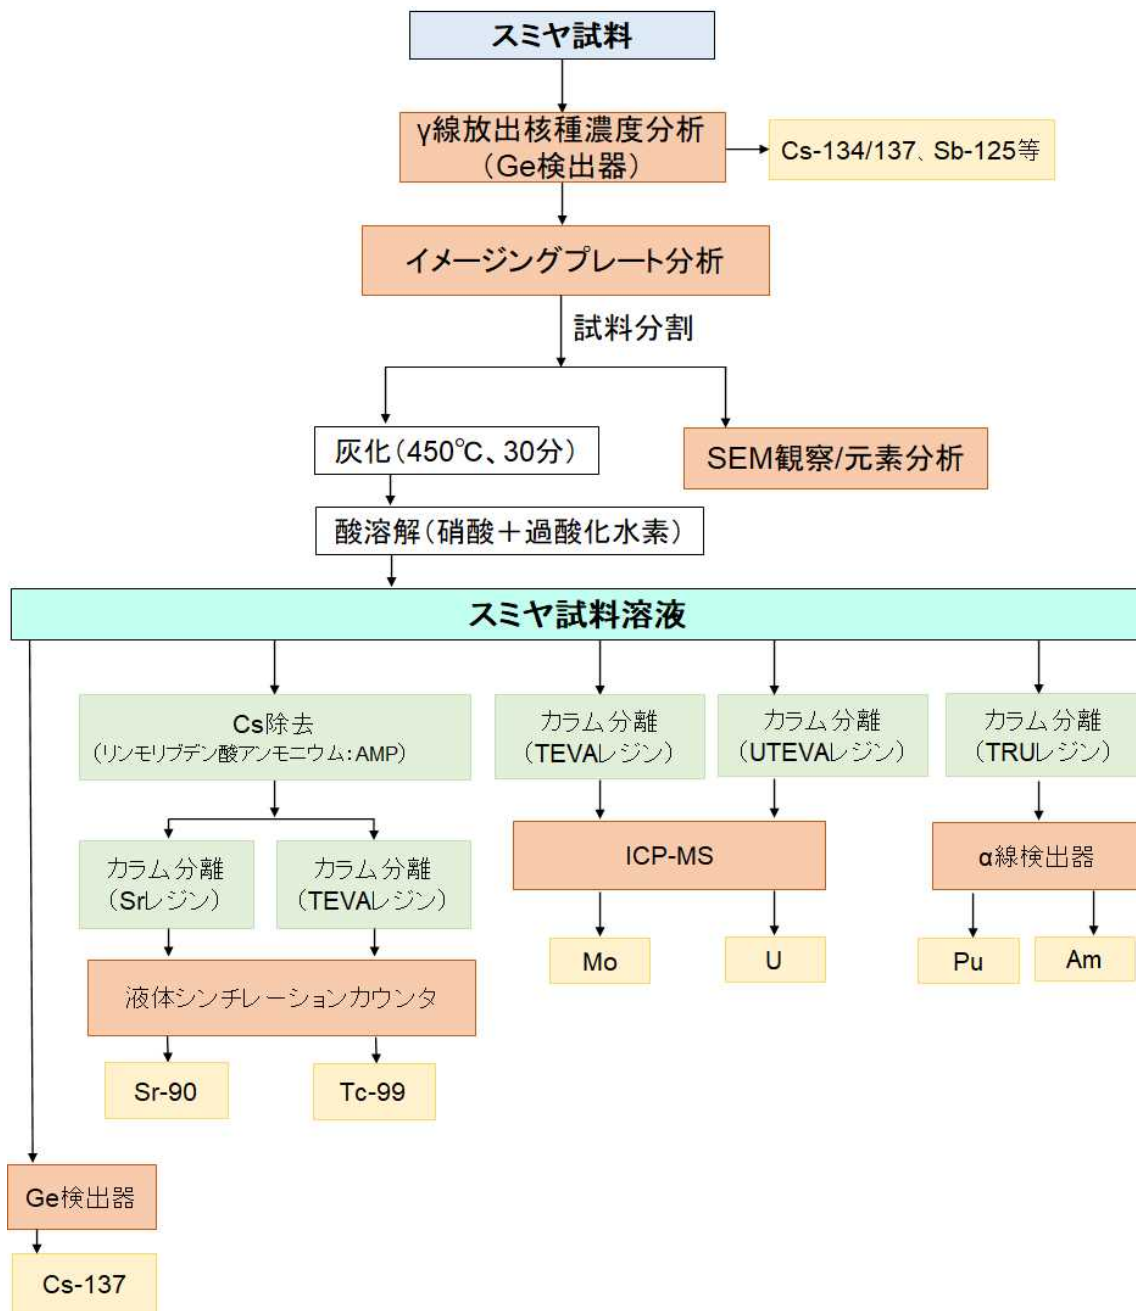 スミヤ試料
γ線放出核種濃度分析
（Ge検出器）
Cs-134/137、Sb-125等
イメージングプレート分析
試料分割
灰化（450℃、30分）
SEM観察/元素分析
酸溶解（硝酸＋過酸化水素）
スミヤ試料溶液
Cs除去
（リンモリブデン酸アンモニウム：AMP）
カラム分離
（TEVAレジン）
カラム分離
（UTEVAレジン）
カラム分離
（TRUレジン）
カラム分離
（Srレジン）
カラム分離
（TEVAレジン）
ICP-MS
α線検出器
Mo
U
Pu
Am
液体シンチレーションカウンタ
Sr-90
Tc-99
Ge検出器
Cs-137